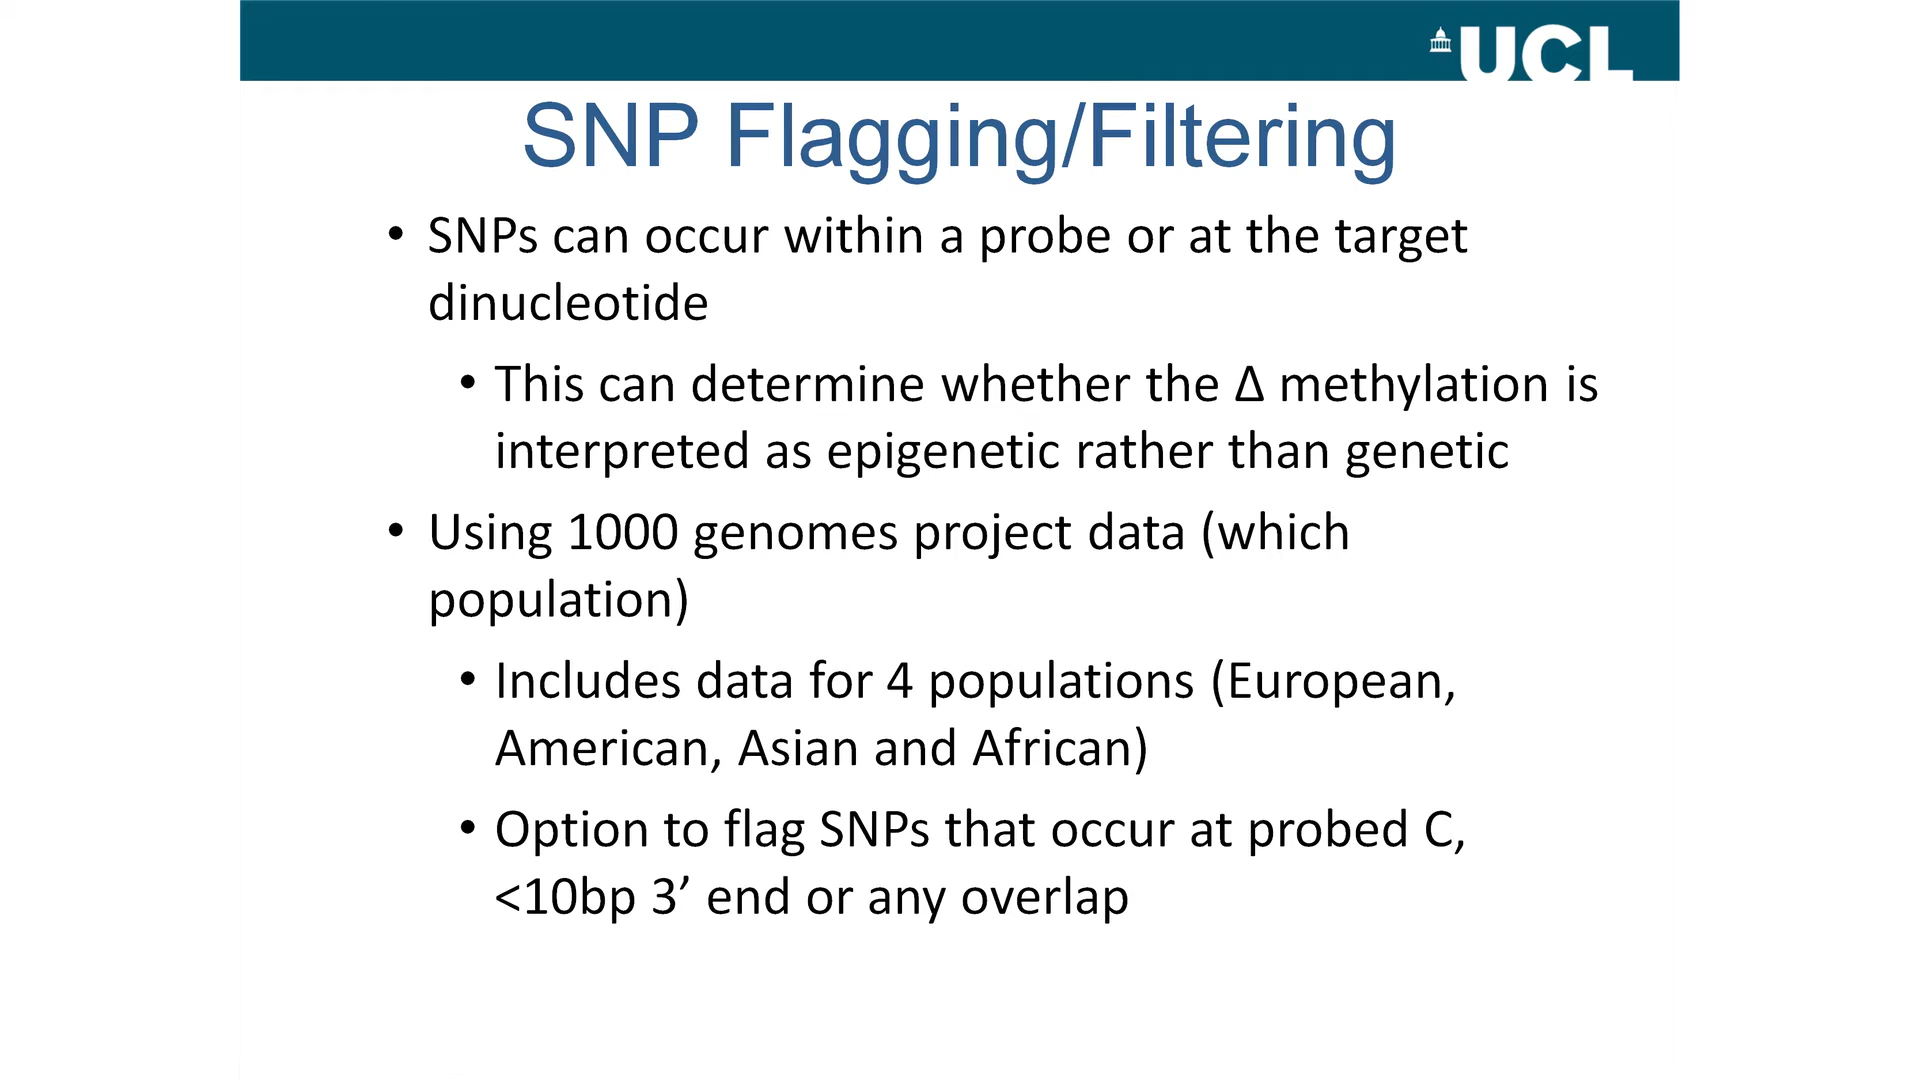 UCL
SNP Flagging/Filtering
• SNPs can occur within a probe or at the target
dinucleotide
• This can determine whether the Δ methylation is
interpreted as epigenetic rather than genetic
• Using 1000 genomes project data (which
population)
• Includes data for 4 populations (European,
American, Asian and African)
• Option to flag SNPs that occur at probed C,
<10bp 3’ end or any overlap